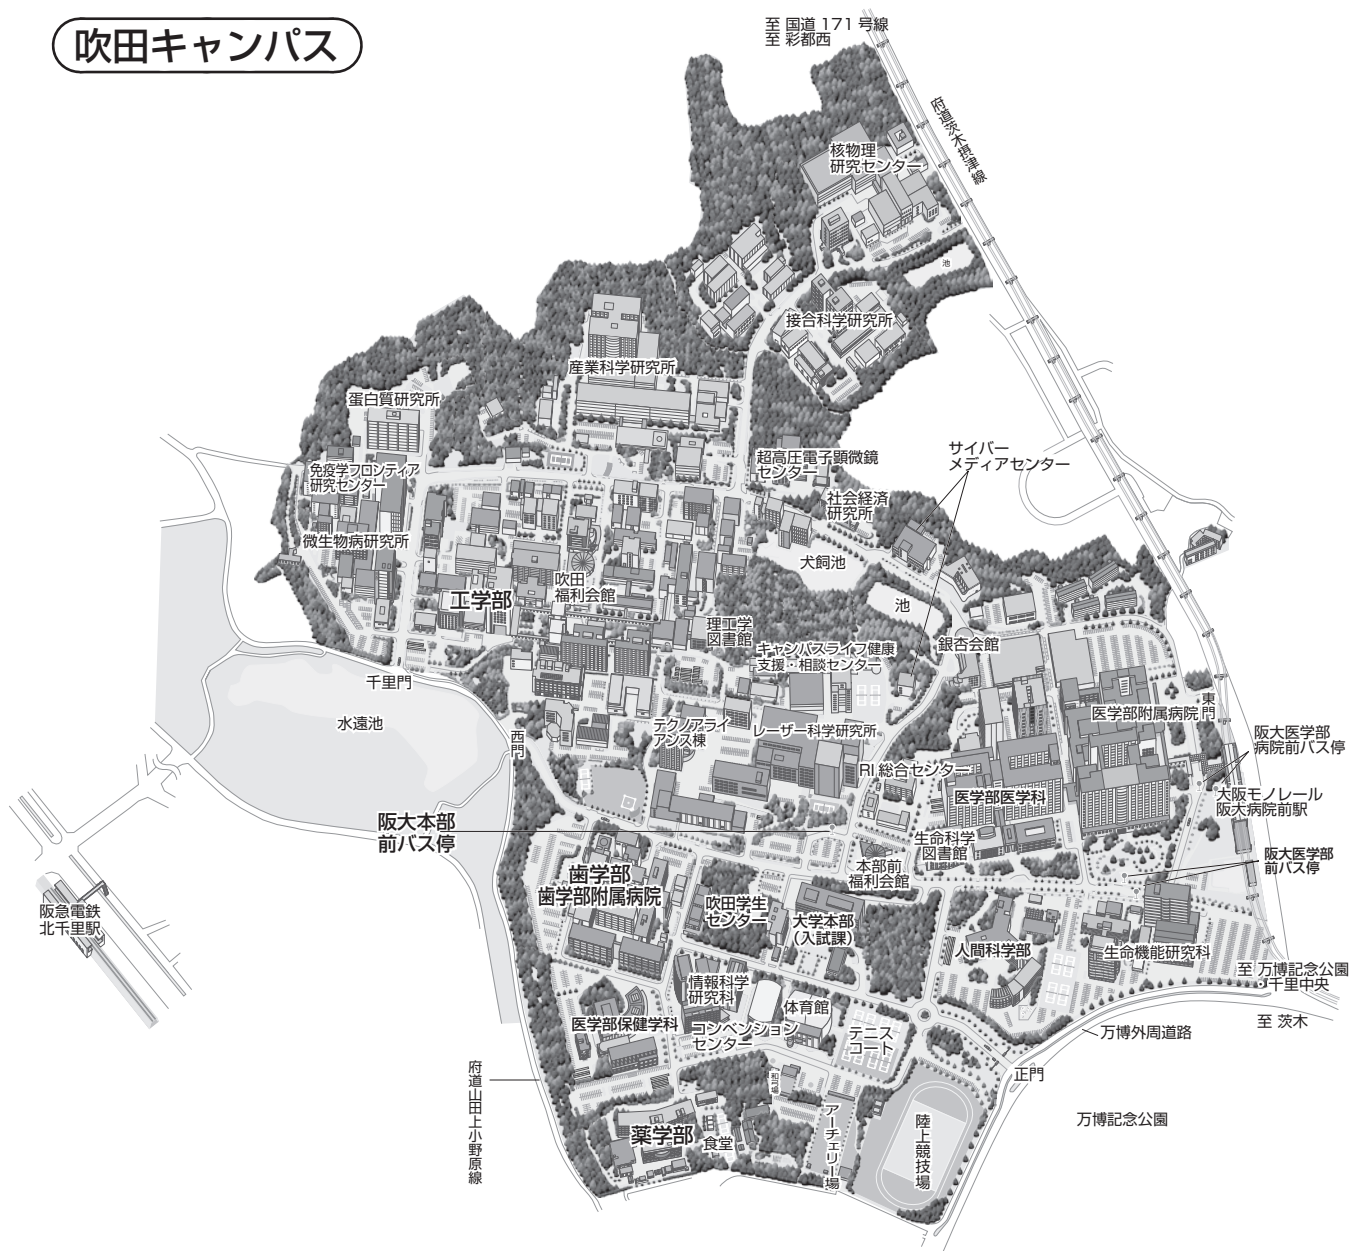 吹田キャンパス
至 国道 171 号線
至 彩都西
府道茨木摂津線
核物理
研究センター
池
接合科学研究所
産業科学研究所
蛋白質研究所
サイバー
メディアセンター
超高圧電子顕微鏡
センター
免疫学フロンティア
研究センター
社会経済
研究所
微生物病研究所
犬飼池
吹田
福利会館
工学部
池
理工学
図書館
銀杏会館
キャンパスライフ健康
支援・相談センター
千里門
水遠池
西門
テクノアライ
アンス棟
レーザー科学研究所
医学部附属病院
東門
阪大医学部
病院前バス停
RI 総合センター
医学部医学科
大阪モノレール
阪大病院前駅
阪大本部
前バス停
生命科学
図書館
阪大医学部
前バス停
本部前
福利会館
歯学部
歯学部附属病院
吹田学生
センター
大学本部
(入試課)
阪急電鉄
北千里駅
人間科学部
生命機能研究科
至 万博記念公園
千里中央
情報科学
研究科
体育館
至 茨木
医学部保健学科
コンベンション
センター
テニス
コート
万博外周道路
正門
府道山田上小野原線
万博記念公園
薬学部
食堂
アーチェリー場
陸上競技場